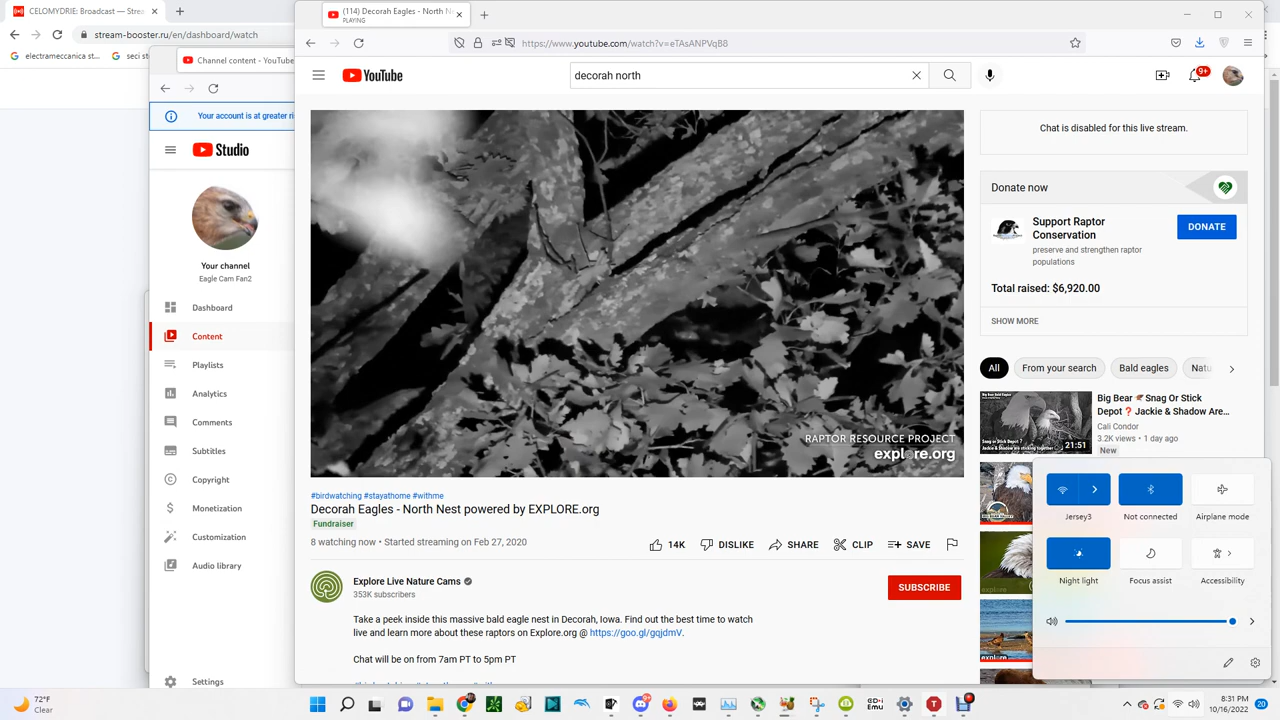 CELOMYDRIE: Broadcast — Strea
stream-booster.ru/en/dashboard/watch
electrameccanica st...
seci st
Channel content - YouTube
Your account is at greater ri
Studio
Your channel
Eagle Cam Fan2
Dashboard
Content
Playlists
Analytics
Comments
Subtitles
Copyright
Monetization
Customization
Audio library
Settings
(114) Decorah Eagles - North N
PLAYING
https://www.youtube.com/watch?v=eTAsANPVqB8
YouTube
decorah north
9+
RAPTOR RESOURCE PROJECT
explore.org
#birdwatching #stayathome #withme
Decorah Eagles - North Nest powered by EXPLORE.org
Fundraiser
8 watching now • Started streaming on Feb 27, 2020
14K
DISLIKE
SHARE
CLIP
SAVE
Explore Live Nature Cams
353K subscribers
SUBSCRIBE
Take a peek inside this massive bald eagle nest in Decorah, Iowa. Find out the best time to watch
live and learn more about these raptors on Explore.org @ https://goo.gl/gqjdmV.
Chat will be on from 7am PT to 5pm PT
Chat is disabled for this live stream.
Donate now
Support Raptor
Conservation
preserve and strengthen raptor
populations
DONATE
Total raised: $6,920.00
SHOW MORE
All
From your search
Bald eagles
Natu
Big Bear 🦅 Snag Or Stick
Depot❓ Jackie & Shadow Are...
Cali Condor
3.2K views • 1 day ago
New
21:51
Jersey3
Not connected
Airplane mode
Night light
Focus assist
Accessibility
72°F
Clear
8:31 PM
10/16/2022
20